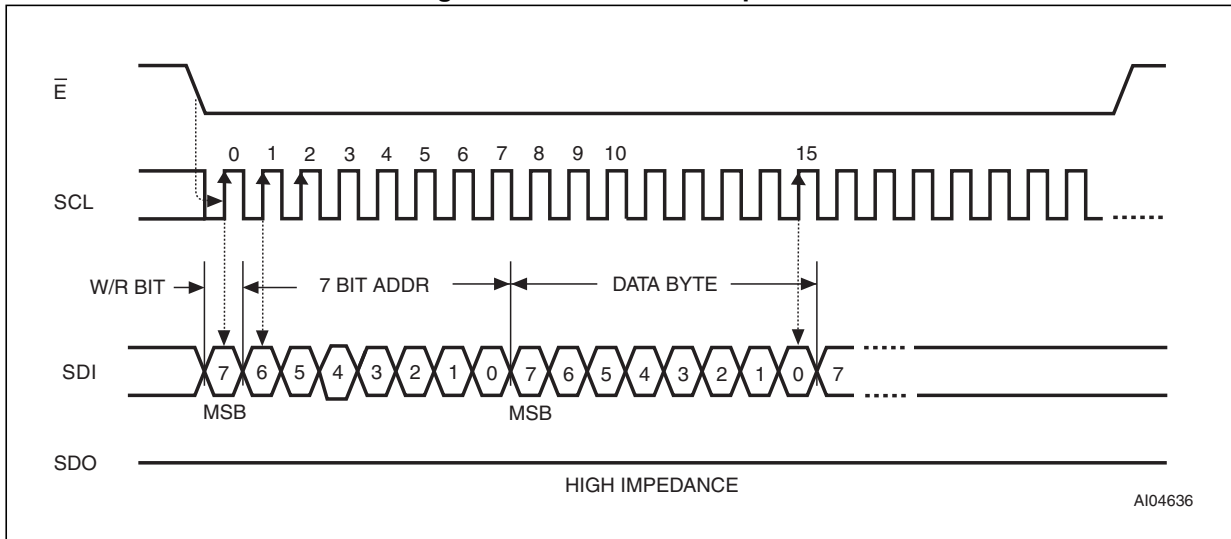 E̅
0 1 2 3 4 5 6 7 8 9 10 15
SCL
W/R BIT 7 BIT ADDR DATA BYTE
SDI 7 6 5 4 3 2 1 0 7 6 5 4 3 2 1 0 7
MSB MSB
SDO
HIGH IMPEDANCE
AI04636